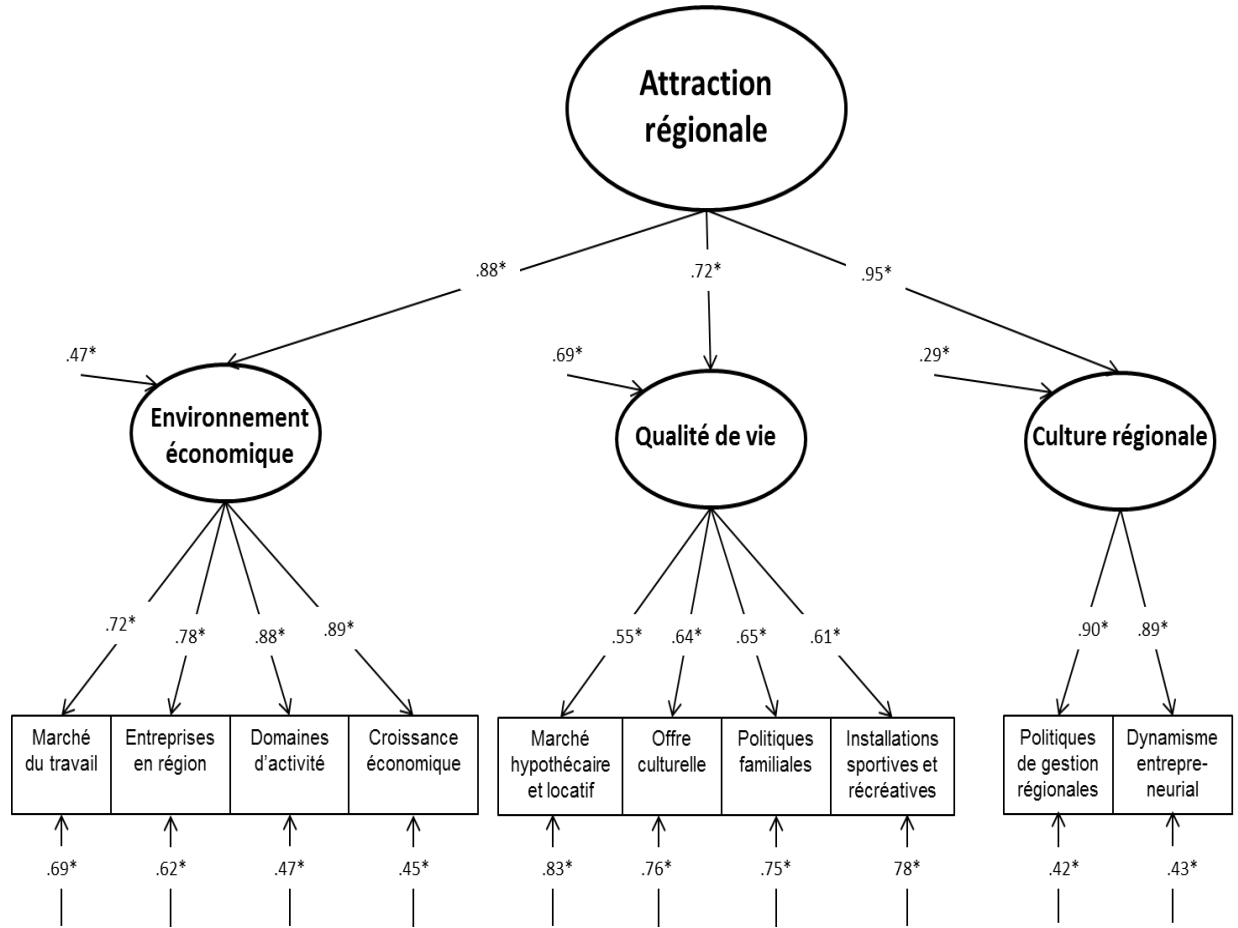 Attraction
régionale
.88*
.72*
.95*
.47*
.69*
.29*
Environnement
économique
Qualité de vie
Culture régionale
.72*
.78*
.88*
.89*
.55*
.64*
.65*
.61*
.90*
.89*
Marché
du travail
Entreprises
en région
Domaines
d’activité
Croissance
économique
Marché
hypothécaire
et locatif
Offre
culturelle
Politiques
familiales
Installations
sportives et
récréatives
Politiques
de gestion
régionales
Dynamisme
entrepre-
neurial
.69*
.62*
.47*
.45*
.83*
.76*
.75*
78*
.42*
.43*